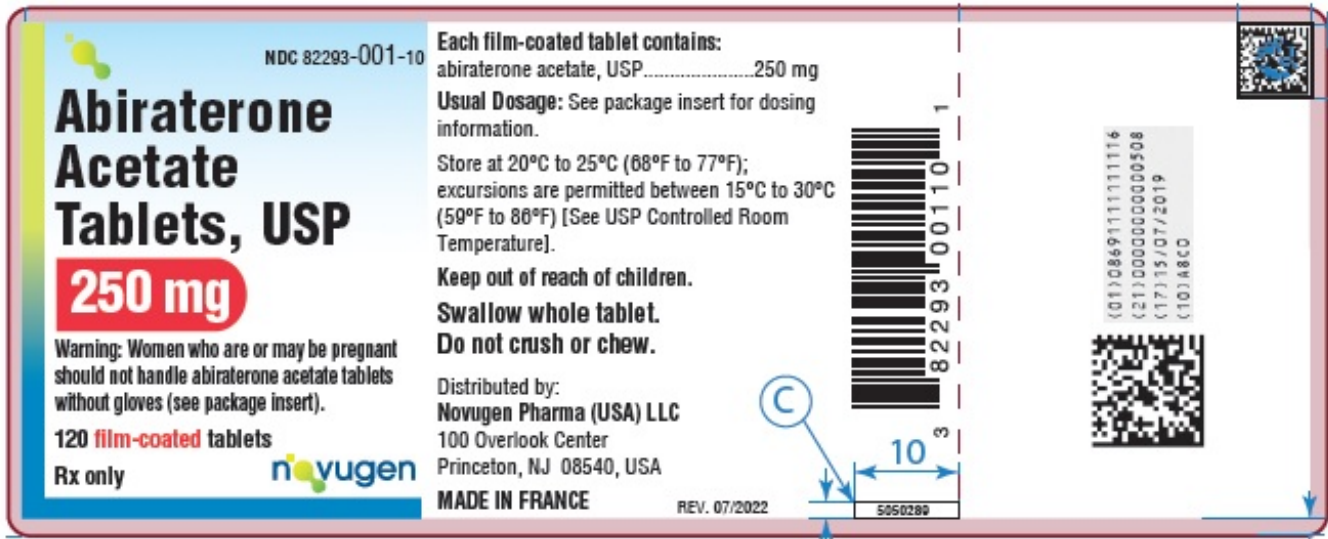 NDC 82293-001-10
Abiraterone
Acetate
Tablets, USP
250 mg
Warning: Women who are or may be pregnant
should not handle abiraterone acetate tablets
without gloves (see package insert).
120 film-coated tablets
Rx only
novugen
Each film-coated tablet contains:
abiraterone acetate, USP......................250 mg
Usual Dosage: See package insert for dosing
information.
Store at 20°C to 25°C (68°F to 77°F);
excursions are permitted between 15°C to 30°C
(59°F to 86°F) [See USP Controlled Room
Temperature].
Keep out of reach of children.
Swallow whole tablet.
Do not crush or chew.
Distributed by:
Novugen Pharma (USA) LLC
100 Overlook Center
Princeton, NJ 08540, USA
MADE IN FRANCE
REV. 07/2022
3 82293 00110 1
C
10
5050289
(01)08691111111116
(21)00000000000508
(17)15/07/2019
(10)ABCD